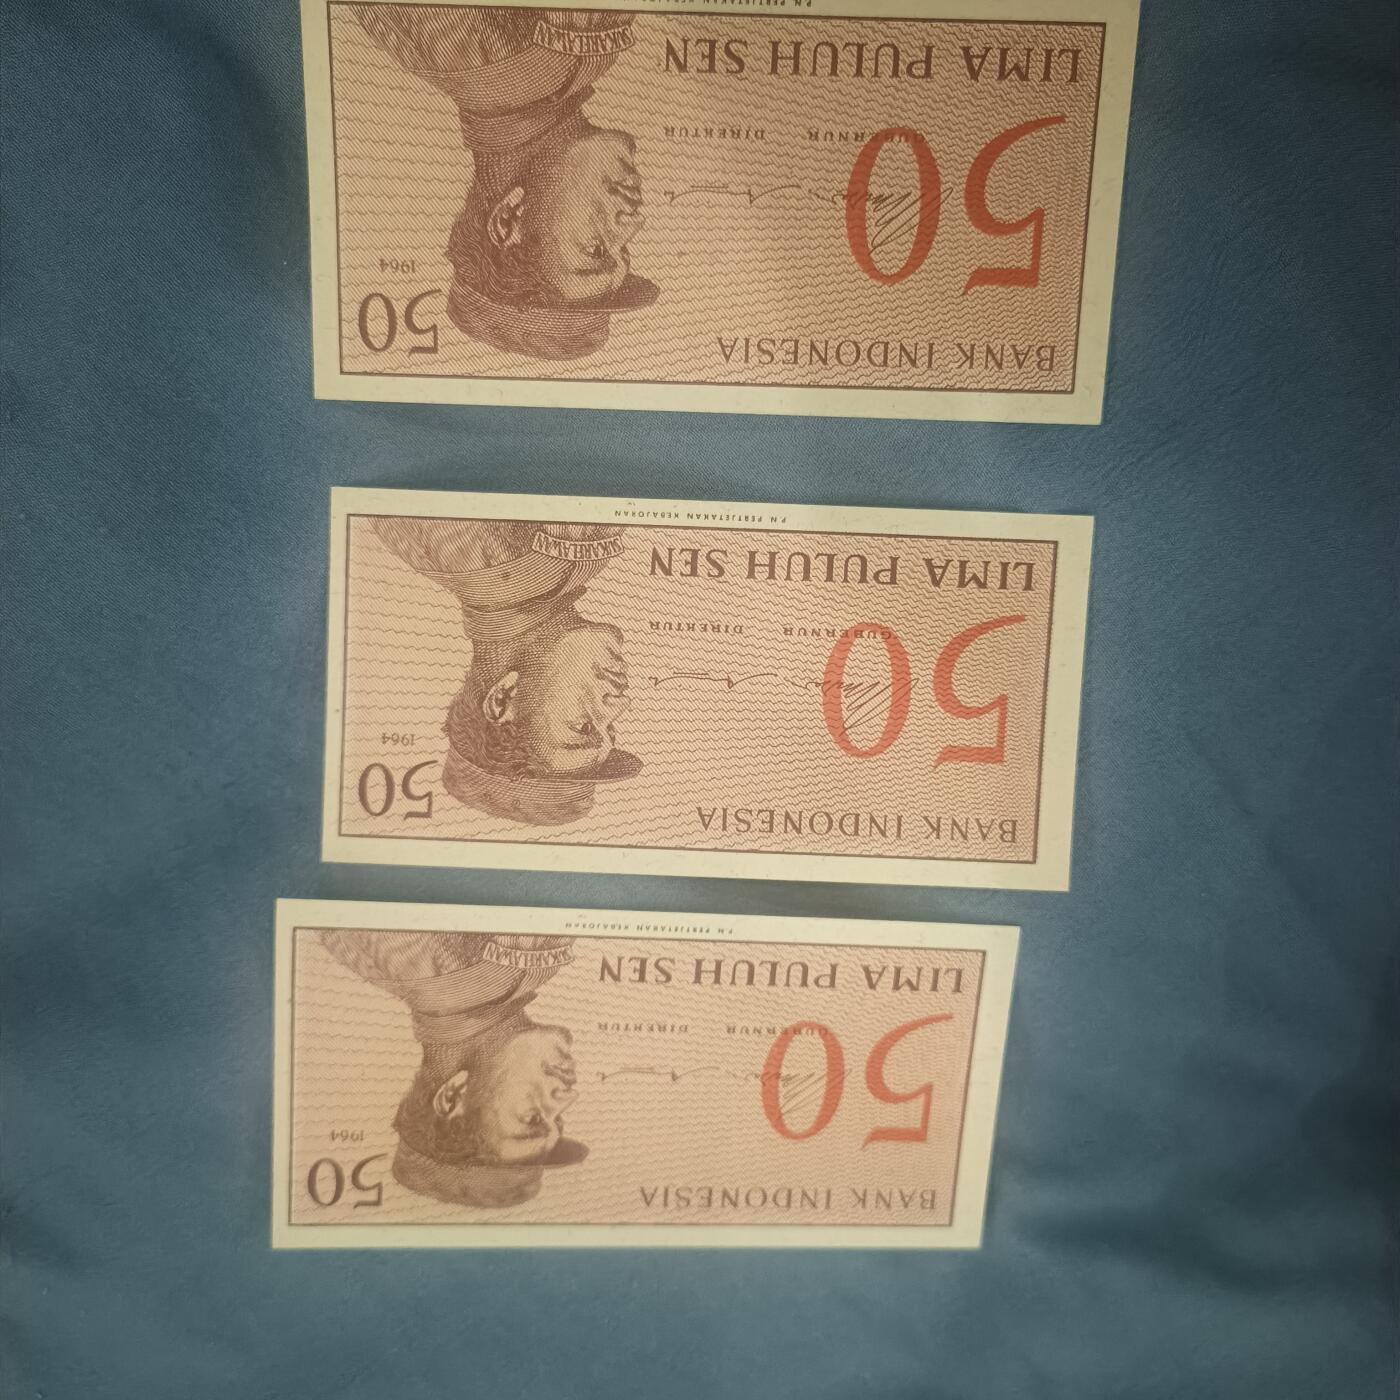 BANK INDONESIA
50
50
1964
GUBERNUR DIREKTUR
LIMA PULUH SEN
SUKARELAWAN
P.N. PERTJETAKAN KEBAJORAN
BANK INDONESIA
50
50
1964
GUBERNUR DIREKTUR
LIMA PULUH SEN
SUKARELAWAN
P.N. PERTJETAKAN KEBAJORAN
BANK INDONESIA
50
50
1964
GUBERNUR DIREKTUR
LIMA PULUH SEN
SUKARELAWAN
P.N. PERTJETAKAN